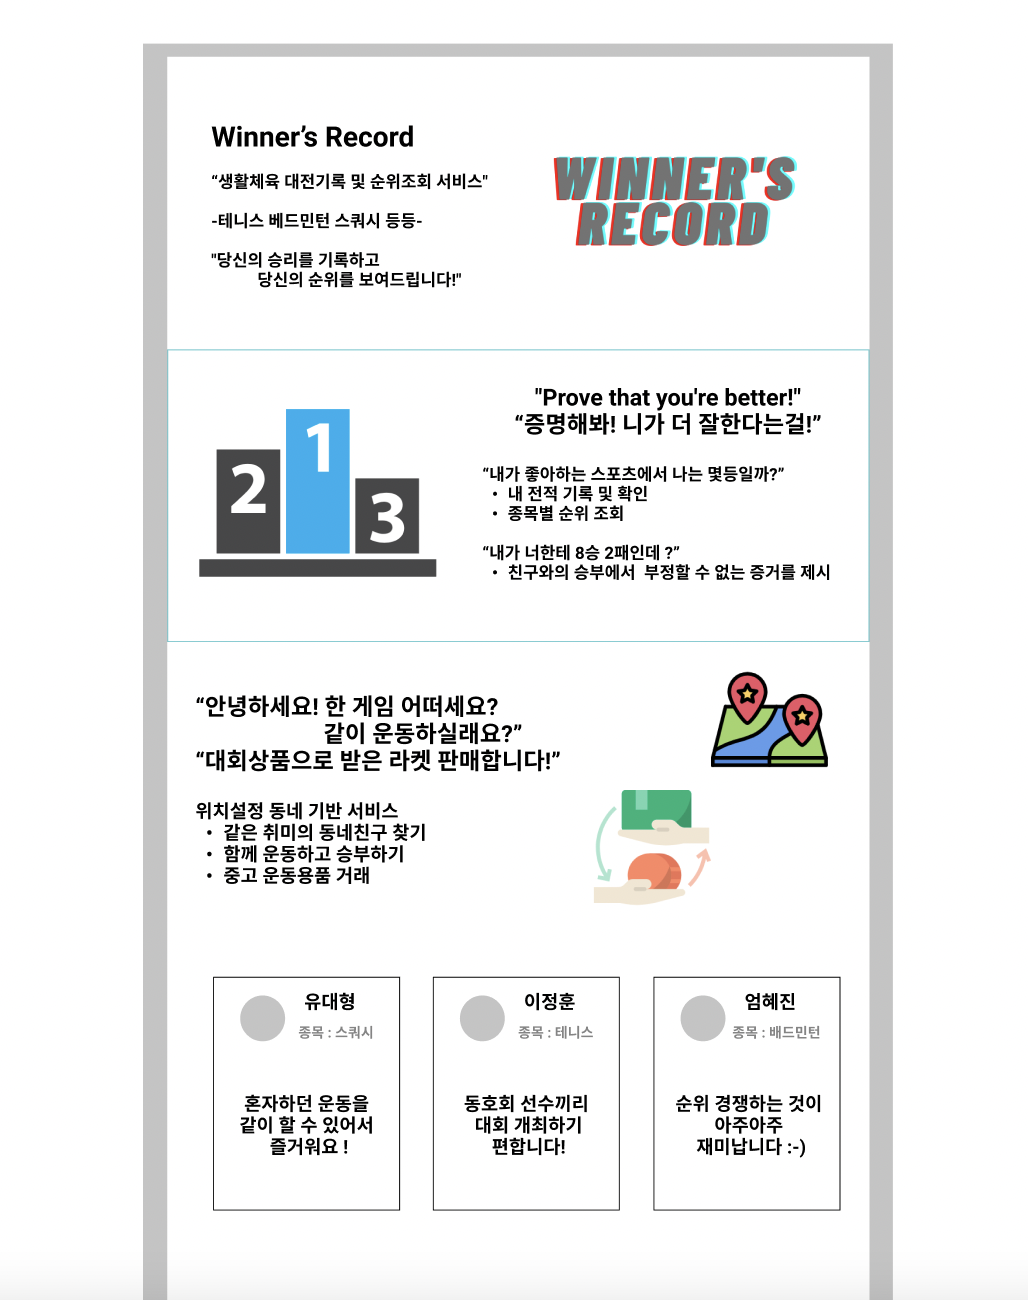 Winner’s Record
“생활체육 대전기록 및 순위조회 서비스"
-테니스 베드민턴 스쿼시 등등-
"당신의 승리를 기록하고
당신의 순위를 보여드립니다!"
WINNER'S
RECORD
2
1
3
"Prove that you're better!"
“증명해봐! 니가 더 잘한다는걸!”
“내가 좋아하는 스포츠에서 나는 몇등일까?”
• 내 전적 기록 및 확인
• 종목별 순위 조회
“내가 너한테 8승 2패인데 ?”
• 친구와의 승부에서 부정할 수 없는 증거를 제시
“안녕하세요! 한 게임 어떠세요?
같이 운동하실래요?”
“대회상품으로 받은 라켓 판매합니다!”
위치설정 동네 기반 서비스
• 같은 취미의 동네친구 찾기
• 함께 운동하고 승부하기
• 중고 운동용품 거래
유대형
종목 : 스쿼시
혼자하던 운동을
같이 할 수 있어서
즐거워요 !
이정훈
종목 : 테니스
동호회 선수끼리
대회 개최하기
편합니다!
엄혜진
종목 : 배드민턴
순위 경쟁하는 것이
아주아주
재미납니다 :-)